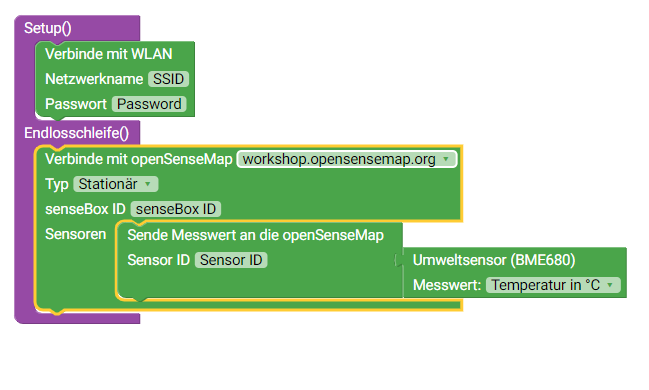 Setup()
Verbinde mit WLAN
Netzwerkname SSID
Passwort Password
Endlosschleife()
Verbinde mit openSenseMap workshop.opensensemap.org
Typ Stationär
senseBox ID senseBox ID
Sensoren Sende Messwert an die openSenseMap
Sensor ID Sensor ID Umweltsensor (BME680)
Messwert: Temperatur in °C